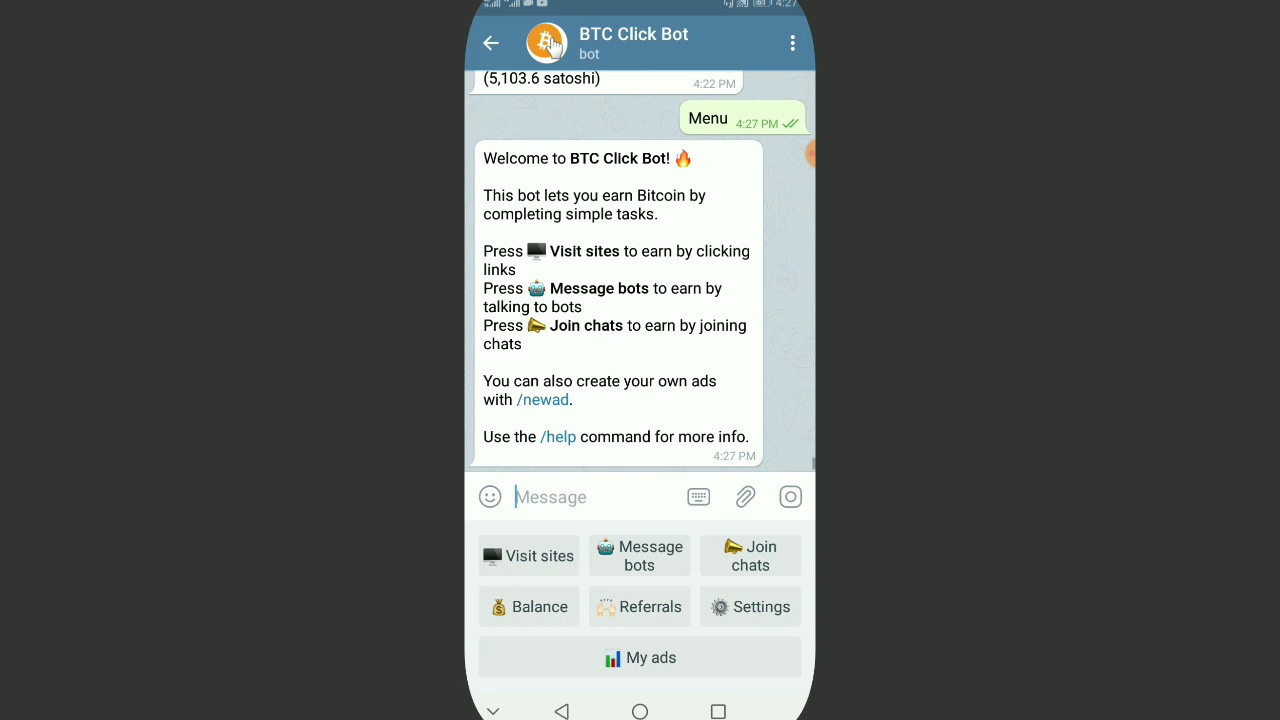 4:27
BTC Click Bot
bot
(5,103.6 satoshi)
4:22 PM
Menu 4:27 PM
Welcome to BTC Click Bot! 🔥
This bot lets you earn Bitcoin by
completing simple tasks.
Press 🖥 Visit sites to earn by clicking
links
Press 🤖 Message bots to earn by
talking to bots
Press 📣 Join chats to earn by joining
chats
You can also create your own ads
with /newad.
Use the /help command for more info.
4:27 PM
Message
🖥 Visit sites
🤖 Message
bots
📣 Join
chats
💰 Balance
🙌🏻 Referrals
⚙ Settings
📊 My ads